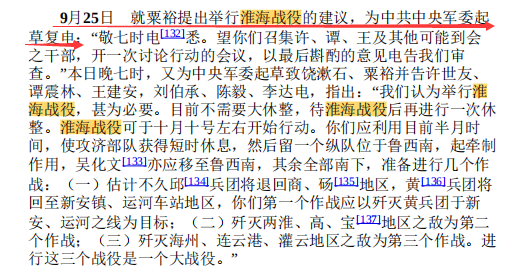 9月25日 就粟裕提出举行淮海战役的建议，为中共中央军委起
草复电：“敬七时电[132]悉。望你们召集许、谭、王及其他可能到会
之干部，开一次讨论行动的会议，以最后斟酌的意见电告我们审
查。”本日晚七时，又为中央军委起草致饶漱石、粟裕并告许世友、
谭震林、王建安，刘伯承、陈毅、李达电，指出：“我们认为举行淮
海战役，甚为必要。目前不需要大休整，待淮海战役后再进行一次休
整。淮海战役可于十月十号左右开始行动。你们应利用目前半月时
间，使攻济部队获得短时休息，然后留一个纵队位于鲁西南，起牵制
作用，吴化文[133]亦应移至鲁西南，其余全部南下，准备进行几个作
战：（一）估计不久邱[134]兵团将退回商、砀[135]地区，黄[136]兵团将
回至新安镇、运河车站地区，你们第一个作战应以歼灭黄兵团于新
安、运河之线为目标；（二）歼灭两淮、高、宝[137]地区之敌为第二
个作战；（三）歼灭海州、连云港、灌云地区之敌为第三个作战。进
行这三个战役是一个大战役。”